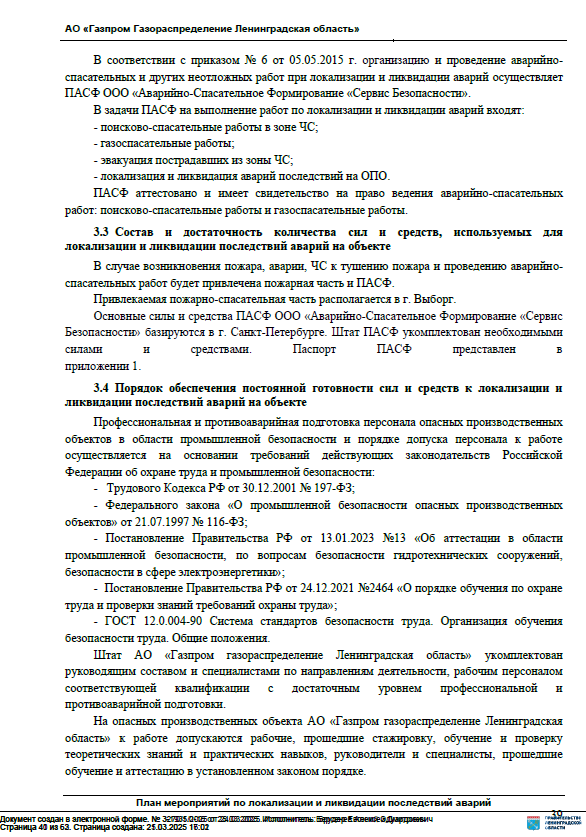 АО «Газпром Газораспределение Ленинградская область»
В соответствии с приказом № 6 от 05.05.2015 г. организацию и проведение аварийно-
спасательных и других неотложных работ при локализации и ликвидации аварий осуществляет
ПАСФ ООО «Аварийно-Спасательное Формирование «Сервис Безопасности».
В задачи ПАСФ на выполнение работ по локализации и ликвидации аварий входят:
- поисково-спасательные работы в зоне ЧС;
- газоспасательные работы;
- эвакуация пострадавших из зоны ЧС;
- локализация и ликвидация аварий последствий на ОПО.
ПАСФ аттестовано и имеет свидетельство на право ведения аварийно-спасательных
работ: поисково-спасательные работы и газоспасательные работы.
3.3 Состав и достаточность количества сил и средств, используемых для
локализации и ликвидации последствий аварий на объекте
В случае возникновения пожара, аварии, ЧС к тушению пожара и проведению аварийно-
спасательных работ будет привлечена пожарная часть и ПАСФ.
Привлекаемая пожарно-спасательная часть располагается в г. Выборг.
Основные силы и средства ПАСФ ООО «Аварийно-Спасательное Формирование «Сервис
Безопасности» базируются в г. Санкт-Петербурге. Штат ПАСФ укомплектован необходимыми
силами и средствами. Паспорт ПАСФ представлен в
приложении 1.
3.4 Порядок обеспечения постоянной готовности сил и средств к локализации и
ликвидации последствий аварий на объекте
Профессиональная и противоаварийная подготовка персонала опасных производственных
объектов в области промышленной безопасности и порядке допуска персонала к работе
осуществляется на основании требований действующих законодательств Российской
Федерации об охране труда и промышленной безопасности:
- Трудового Кодекса РФ от 30.12.2001 № 197-ФЗ;
- Федерального закона «О промышленной безопасности опасных производственных
объектов» от 21.07.1997 № 116-ФЗ;
- Постановление Правительства РФ от 13.01.2023 №13 «Об аттестации в области
промышленной безопасности, по вопросам безопасности гидротехнических сооружений,
безопасности в сфере электроэнергетики»;
- Постановление Правительства РФ от 24.12.2021 №2464 «О порядке обучения по охране
труда и проверки знаний требований охраны труда»;
- ГОСТ 12.0.004-90 Система стандартов безопасности труда. Организация обучения
безопасности труда. Общие положения.
Штат АО «Газпром газораспределение Ленинградская область» укомплектован
руководящим составом и специалистами по направлениям деятельности, рабочим персоналом
соответствующей квалификации с достаточным уровнем профессиональной и
противоаварийной подготовки.
На опасных производственных объекта АО «Газпром газораспределение Ленинградская
область» к работе допускаются рабочие, прошедшие стажировку, обучение и проверку
теоретических знаний и практических навыков, руководители и специалисты, прошедшие
обучение и аттестацию в установленном законом порядке.
План мероприятий по локализации и ликвидации последствий аварий
Документ создан в электронной форме. Исполнитель:
Страница из Страница создана:
ПРАВИТЕЛЬСТВО
ЛЕНИНГРАДСКОЙ
ОБЛАСТИ